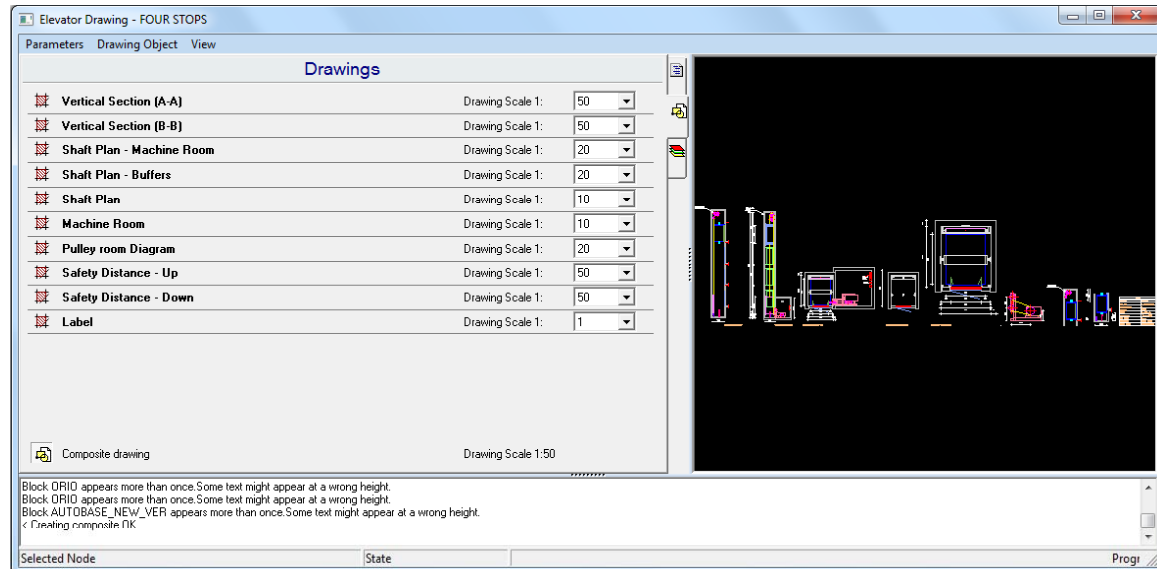 Elevator Drawing - FOUR STOPS
Parameters Drawing Object View
Drawings
Vertical Section (A-A) Drawing Scale 1: 50
Vertical Section (B-B) Drawing Scale 1: 50
Shaft Plan - Machine Room Drawing Scale 1: 20
Shaft Plan - Buffers Drawing Scale 1: 20
Shaft Plan Drawing Scale 1: 10
Machine Room Drawing Scale 1: 10
Pulley room Diagram Drawing Scale 1: 20
Safety Distance - Up Drawing Scale 1: 50
Safety Distance - Down Drawing Scale 1: 50
Label Drawing Scale 1: 1
Composite drawing Drawing Scale 1:50
Block ORIO appears more than once.Some text might appear at a wrong height.
Block ORIO appears more than once.Some text might appear at a wrong height.
Block AUTOBASE_NEW_VER appears more than once.Some text might appear at a wrong height.
< Creating composite OK
Selected Node State Progr